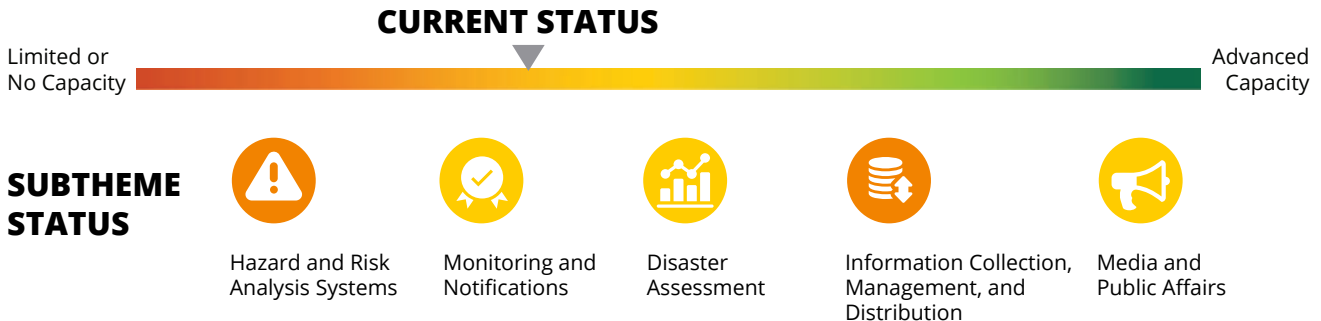 CURRENT STATUS
Limited or
No Capacity
Advanced
Capacity
SUBTHEME
STATUS
Hazard and Risk
Analysis Systems
Monitoring and
Notifications
Disaster
Assessment
Information Collection,
Management, and
Distribution
Media and
Public Affairs